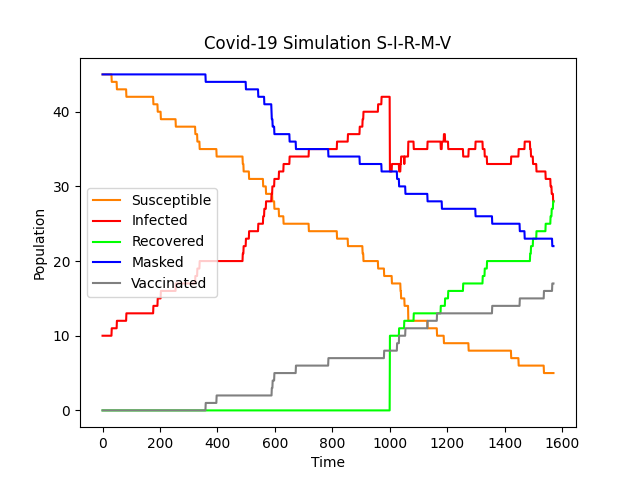 Covid-19 Simulation S-I-R-M-V
Population
40
30
20
10
0
Susceptible
Infected
Recovered
Masked
Vaccinated
0 200 400 600 800 1000 1200 1400 1600
Time